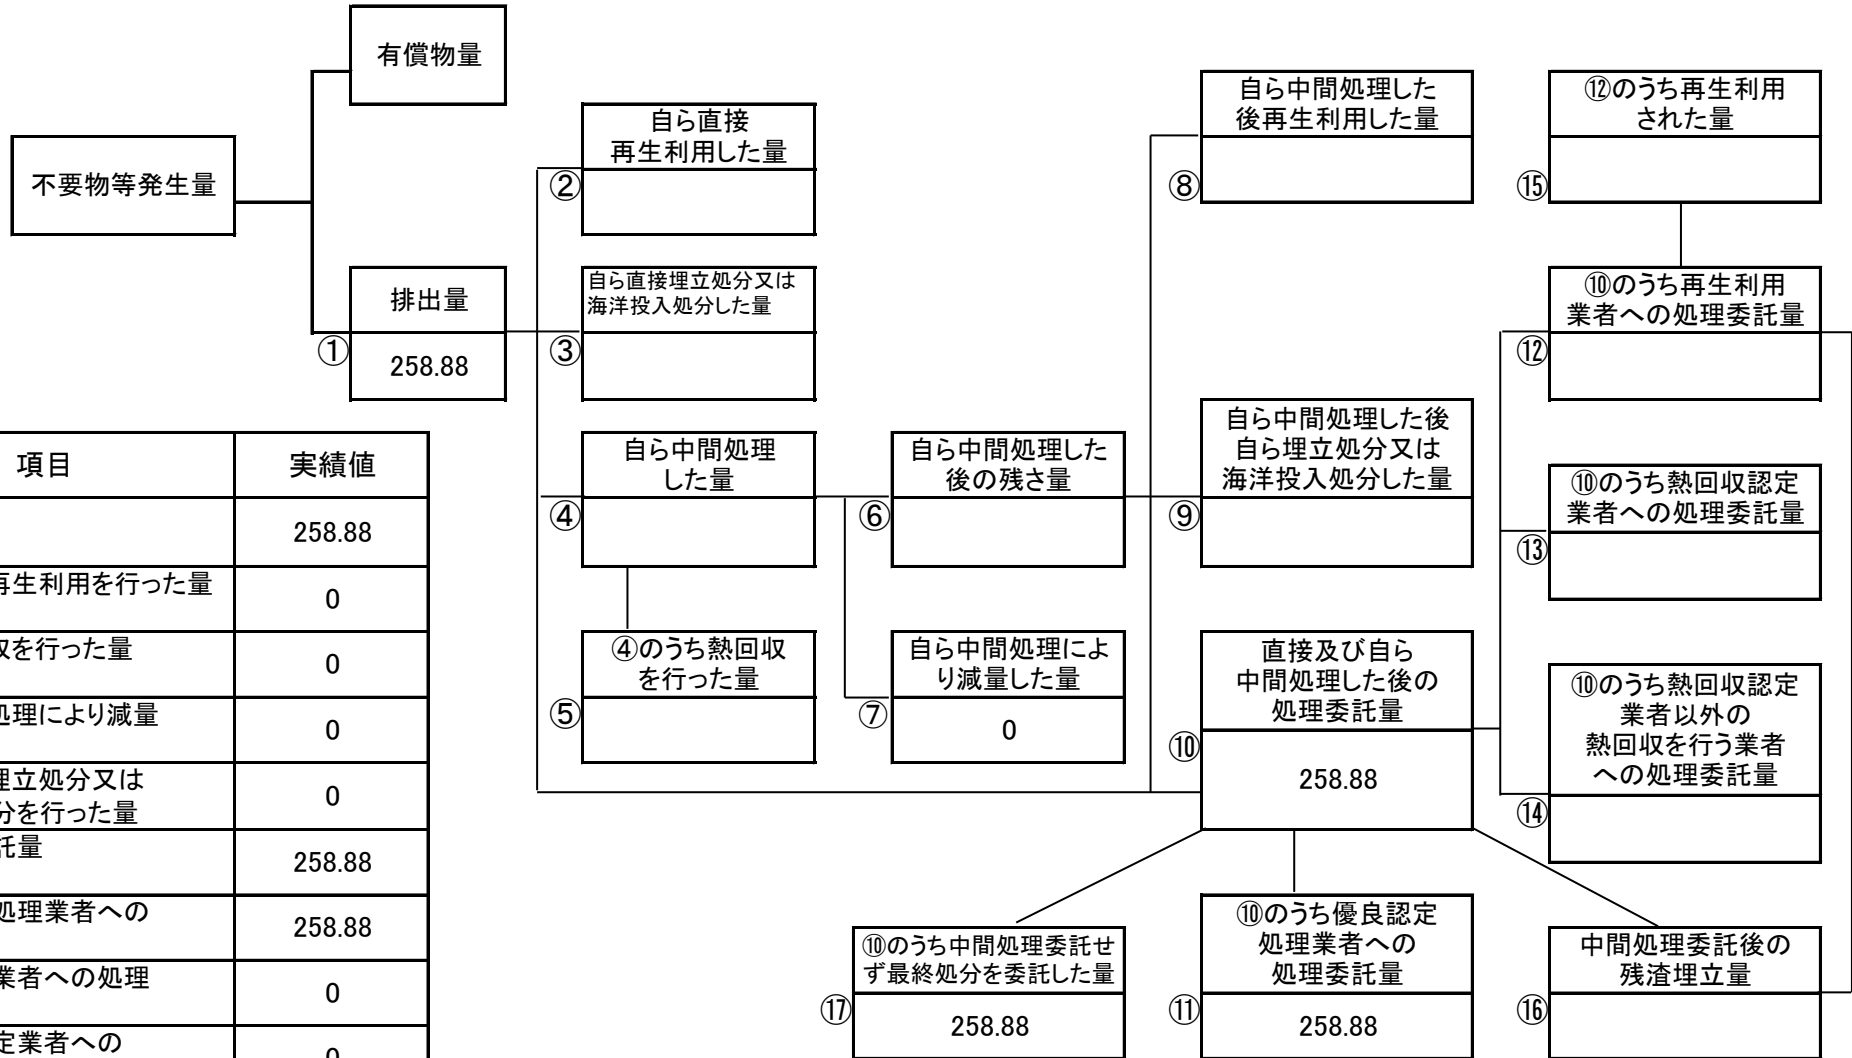 有償物量
不要物等発生量
排出量
①
258.88
自ら直接
再生利用した量
②
自ら直接埋立処分又は
海洋投入処分した量
③
自ら中間処理
した量
④
④のうち熱回収
を行った量
⑤
自ら中間処理した
後の残さ量
⑥
自ら中間処理によ
り減量した量
⑦
0
自ら中間処理した
後再生利用した量
⑧
自ら中間処理した後
自ら埋立処分又は
海洋投入処分した量
⑨
直接及び自ら
中間処理した後の
処理委託量
⑩
258.88
⑫のうち再生利用
された量
⑮
⑩のうち再生利用
業者への処理委託量
⑫
⑩のうち熱回収認定
業者への処理委託量
⑬
⑩のうち熱回収認定
業者以外の
熱回収を行う業者
への処理委託量
⑭
⑩のうち中間処理委託せ
ず最終処分を委託した量
⑰
258.88
⑩のうち優良認定
処理業者への
処理委託量
⑪
258.88
中間処理委託後の
残渣埋立量
⑯
項目
実績値
258.88
再生利用を行った量
0
を行った量
0
処理により減量
0
埋立処分又は
分を行った量
0
託量
258.88
処理業者への
258.88
業者への処理
0
定業者への
0